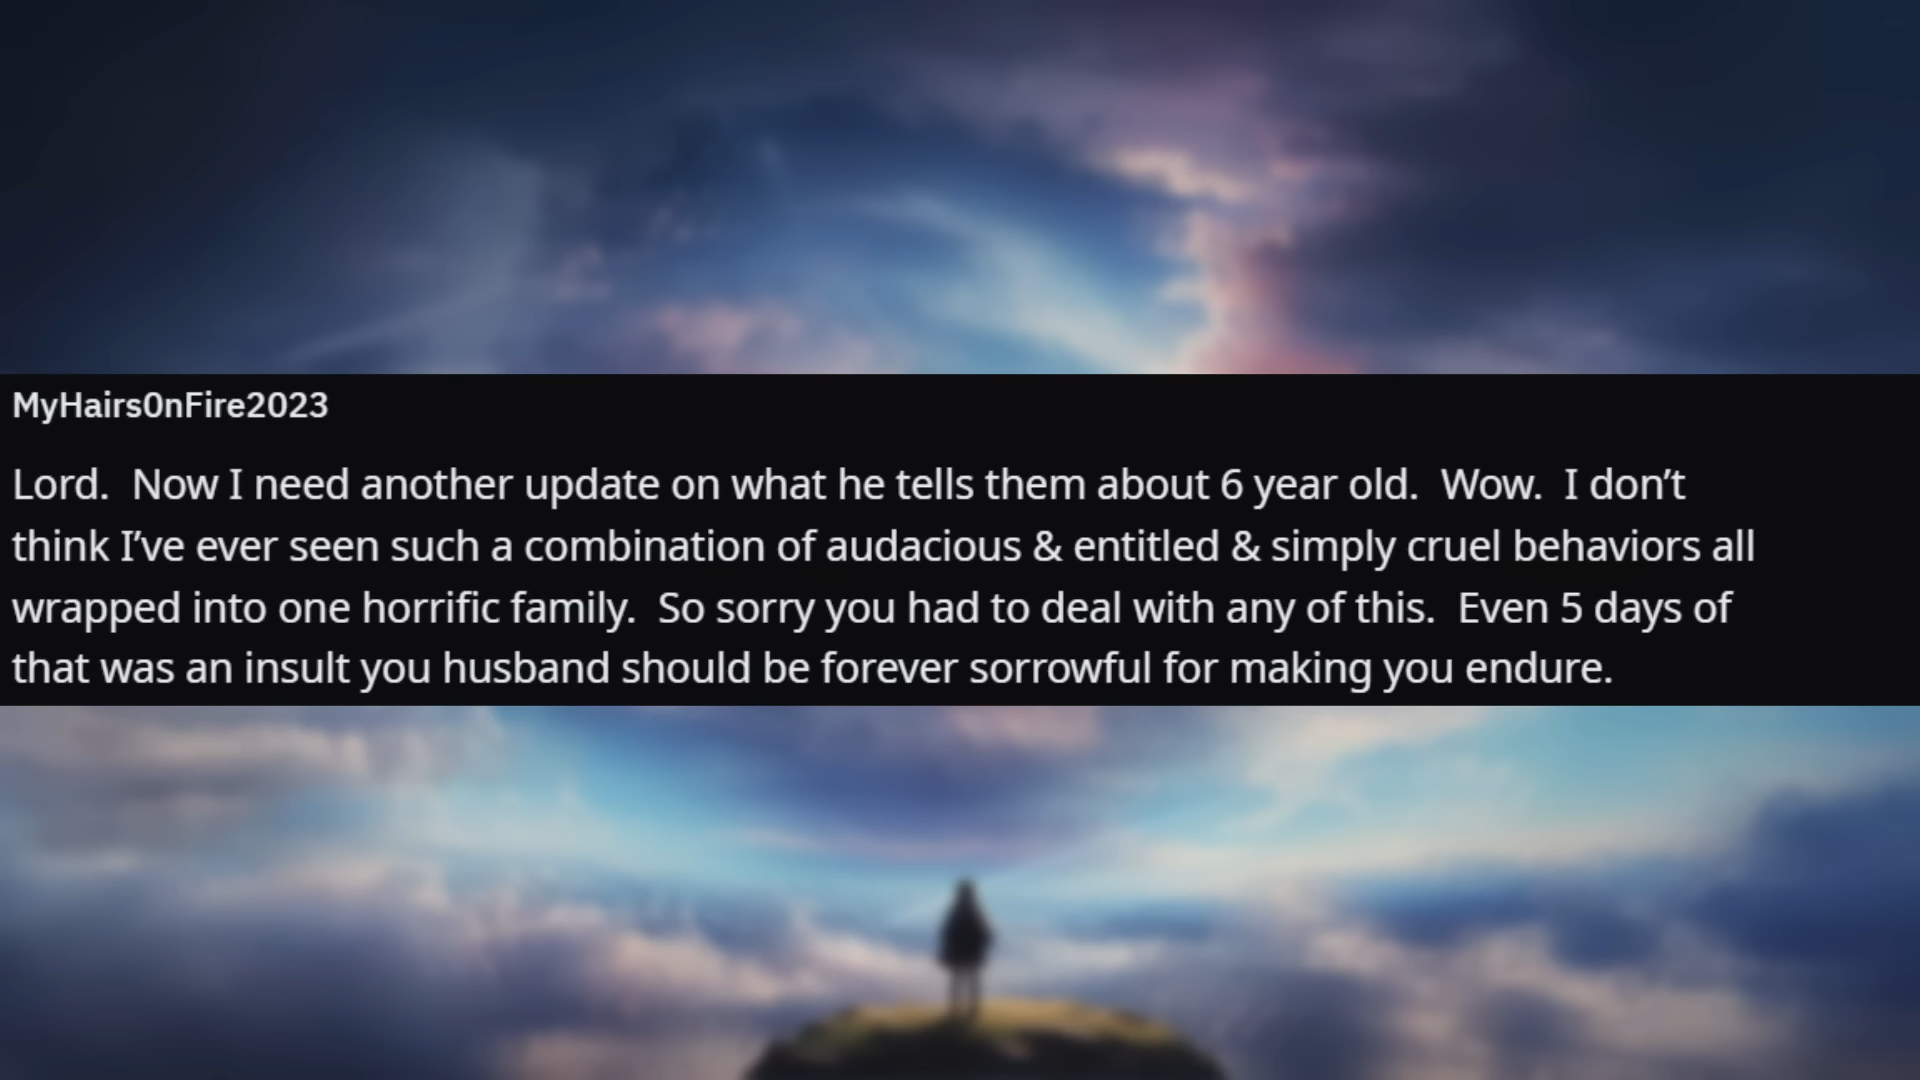 MyHairs0nFire2023
Lord.  Now I need another update on what he tells them about 6 year old.  Wow.  I don’t
think I’ve ever seen such a combination of audacious & entitled & simply cruel behaviors all
wrapped into one horrific family.  So sorry you had to deal with any of this.  Even 5 days of
that was an insult you husband should be forever sorrowful for making you endure.